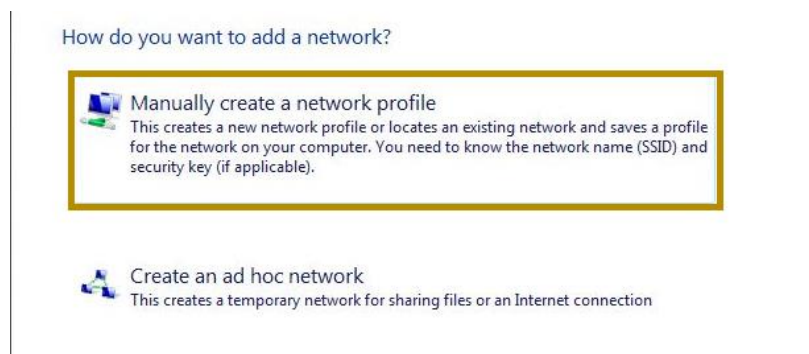 How do you want to add a network?
Manually create a network profile
This creates a new network profile or locates an existing network and saves a profile
for the network on your computer. You need to know the network name (SSID) and
security key (if applicable).
Create an ad hoc network
This creates a temporary network for sharing files or an Internet connection